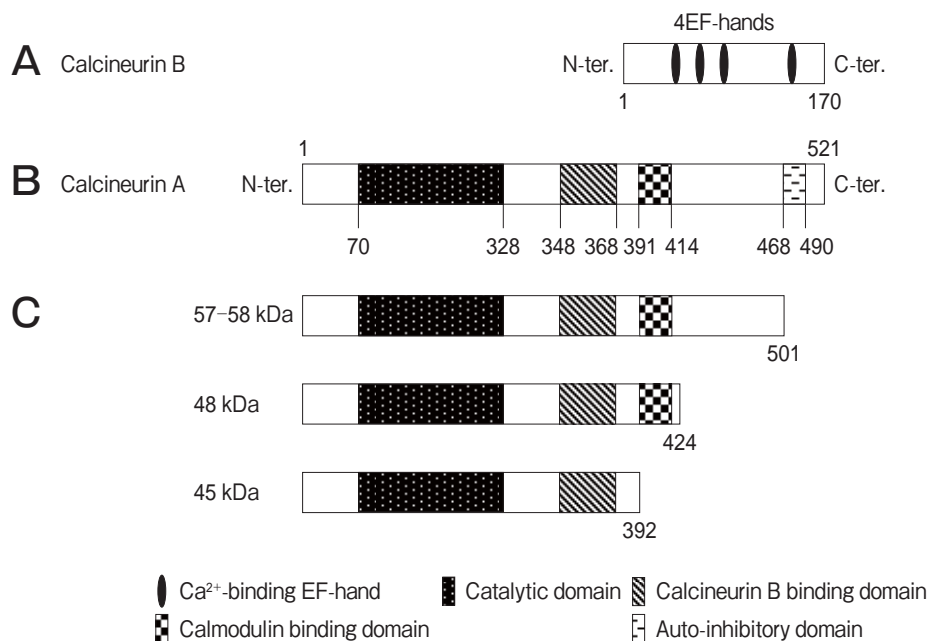 4EF-hands
A Calcineurin B N-ter. C-ter.
1 170
1 521
B Calcineurin A N-ter. C-ter.
70 328 348 368 391 414 468 490
C
57–58 kDa
501
48 kDa
424
45 kDa
392
Ca²⁺-binding EF-hand Catalytic domain Calcineurin B binding domain
Calmodulin binding domain Auto-inhibitory domain